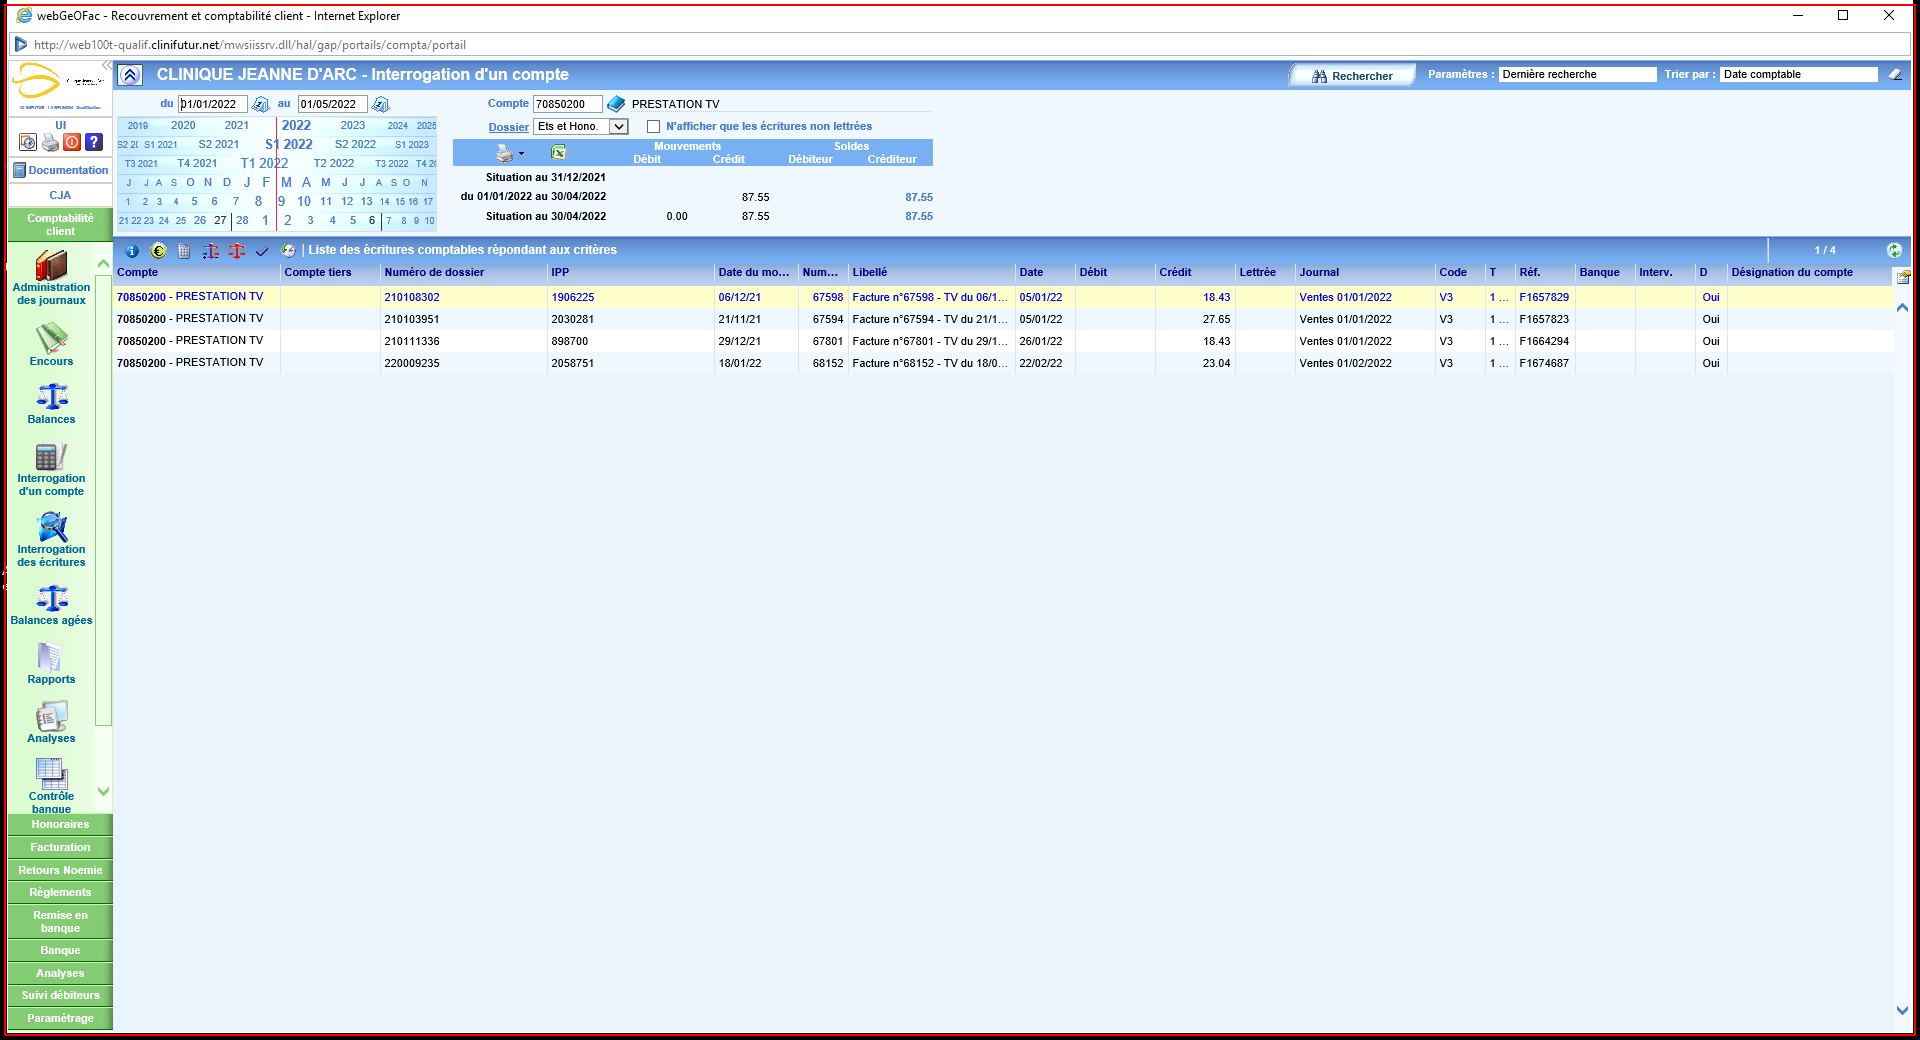 webGeOFac - Recouvrement et comptabilité client - Internet Explorer
http://web100t-qualif.clinifutur.net/mwsiissrv.dll/hal/gap/portails/compta/portail
CLINIQUE JEANNE D'ARC - Interrogation d'un compte
Rechercher
Paramètres : Dernière recherche
Trier par : Date comptable
du 01/01/2022 au 01/05/2022
Compte 70850200 PRESTATION TV
Dossier Ets et Hono. N'afficher que les écritures non lettrées
2019 2020 2021 2022 2023 2024 2025
S1 2021 S2 2021 S1 2022 S2 2022 S1 2023
T3 2021 T4 2021 T1 2022 T2 2022 T3 2022
J J A S O N D J F M A M J J A S O N
1 2 3 4 5 6 7 8 9 10 11 12 13 14 15 16 17
21 22 23 24 25 26 27 28 1 2 3 4 5 6 7 8 9 10
Mouvements Soldes
Débit Crédit Débiteur Créditeur
Situation au 31/12/2021
du 01/01/2022 au 30/04/2022 87.55 87.55
Situation au 30/04/2022 0.00 87.55 87.55
Liste des écritures comptables répondant aux critères
1 / 4
Compte Compte tiers Numéro de dossier IPP Date du mo... Num... Libellé Date Débit Crédit Lettrée Journal Code T Réf. Banque Interv. D Désignation du compte
70850200 - PRESTATION TV 210108302 1906225 06/12/21 67598 Facture n°67598 - TV du 06/1... 05/01/22 18.43 Ventes 01/01/2022 V3 1 ... F1657829 Oui
70850200 - PRESTATION TV 210103951 2030281 21/11/21 67594 Facture n°67594 - TV du 21/1... 05/01/22 27.65 Ventes 01/01/2022 V3 1 ... F1657823 Oui
70850200 - PRESTATION TV 210111336 898700 29/12/21 67801 Facture n°67801 - TV du 29/1... 26/01/22 18.43 Ventes 01/01/2022 V3 1 ... F1664294 Oui
70850200 - PRESTATION TV 220009235 2058751 18/01/22 68152 Facture n°68152 - TV du 18/0... 22/02/22 23.04 Ventes 01/02/2022 V3 1 ... F1674687 Oui
UI
Documentation
CJA
Comptabilité
client
Administration
des journaux
Encours
Balances
Interrogation
d'un compte
Interrogation
des écritures
Balances agées
Rapports
Analyses
Contrôle
banque
Honoraires
Facturation
Retours Noemie
Règlements
Remise en
banque
Banque
Analyses
Suivi débiteurs
Paramétrage